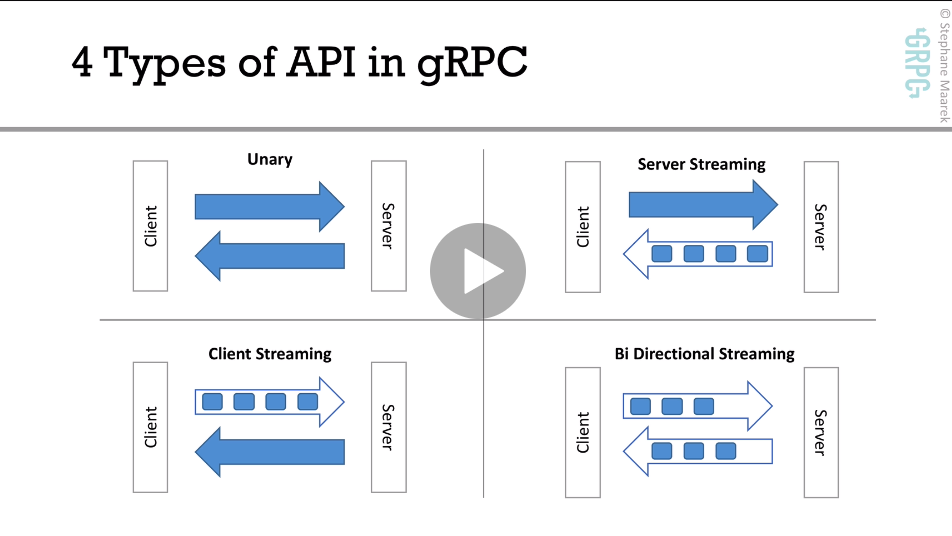 4 Types of API in gRPC
GRPC
© Stephane Maarek
Unary
Client
Server
Server Streaming
Client
Server
Client Streaming
Client
Server
Bi Directional Streaming
Client
Server